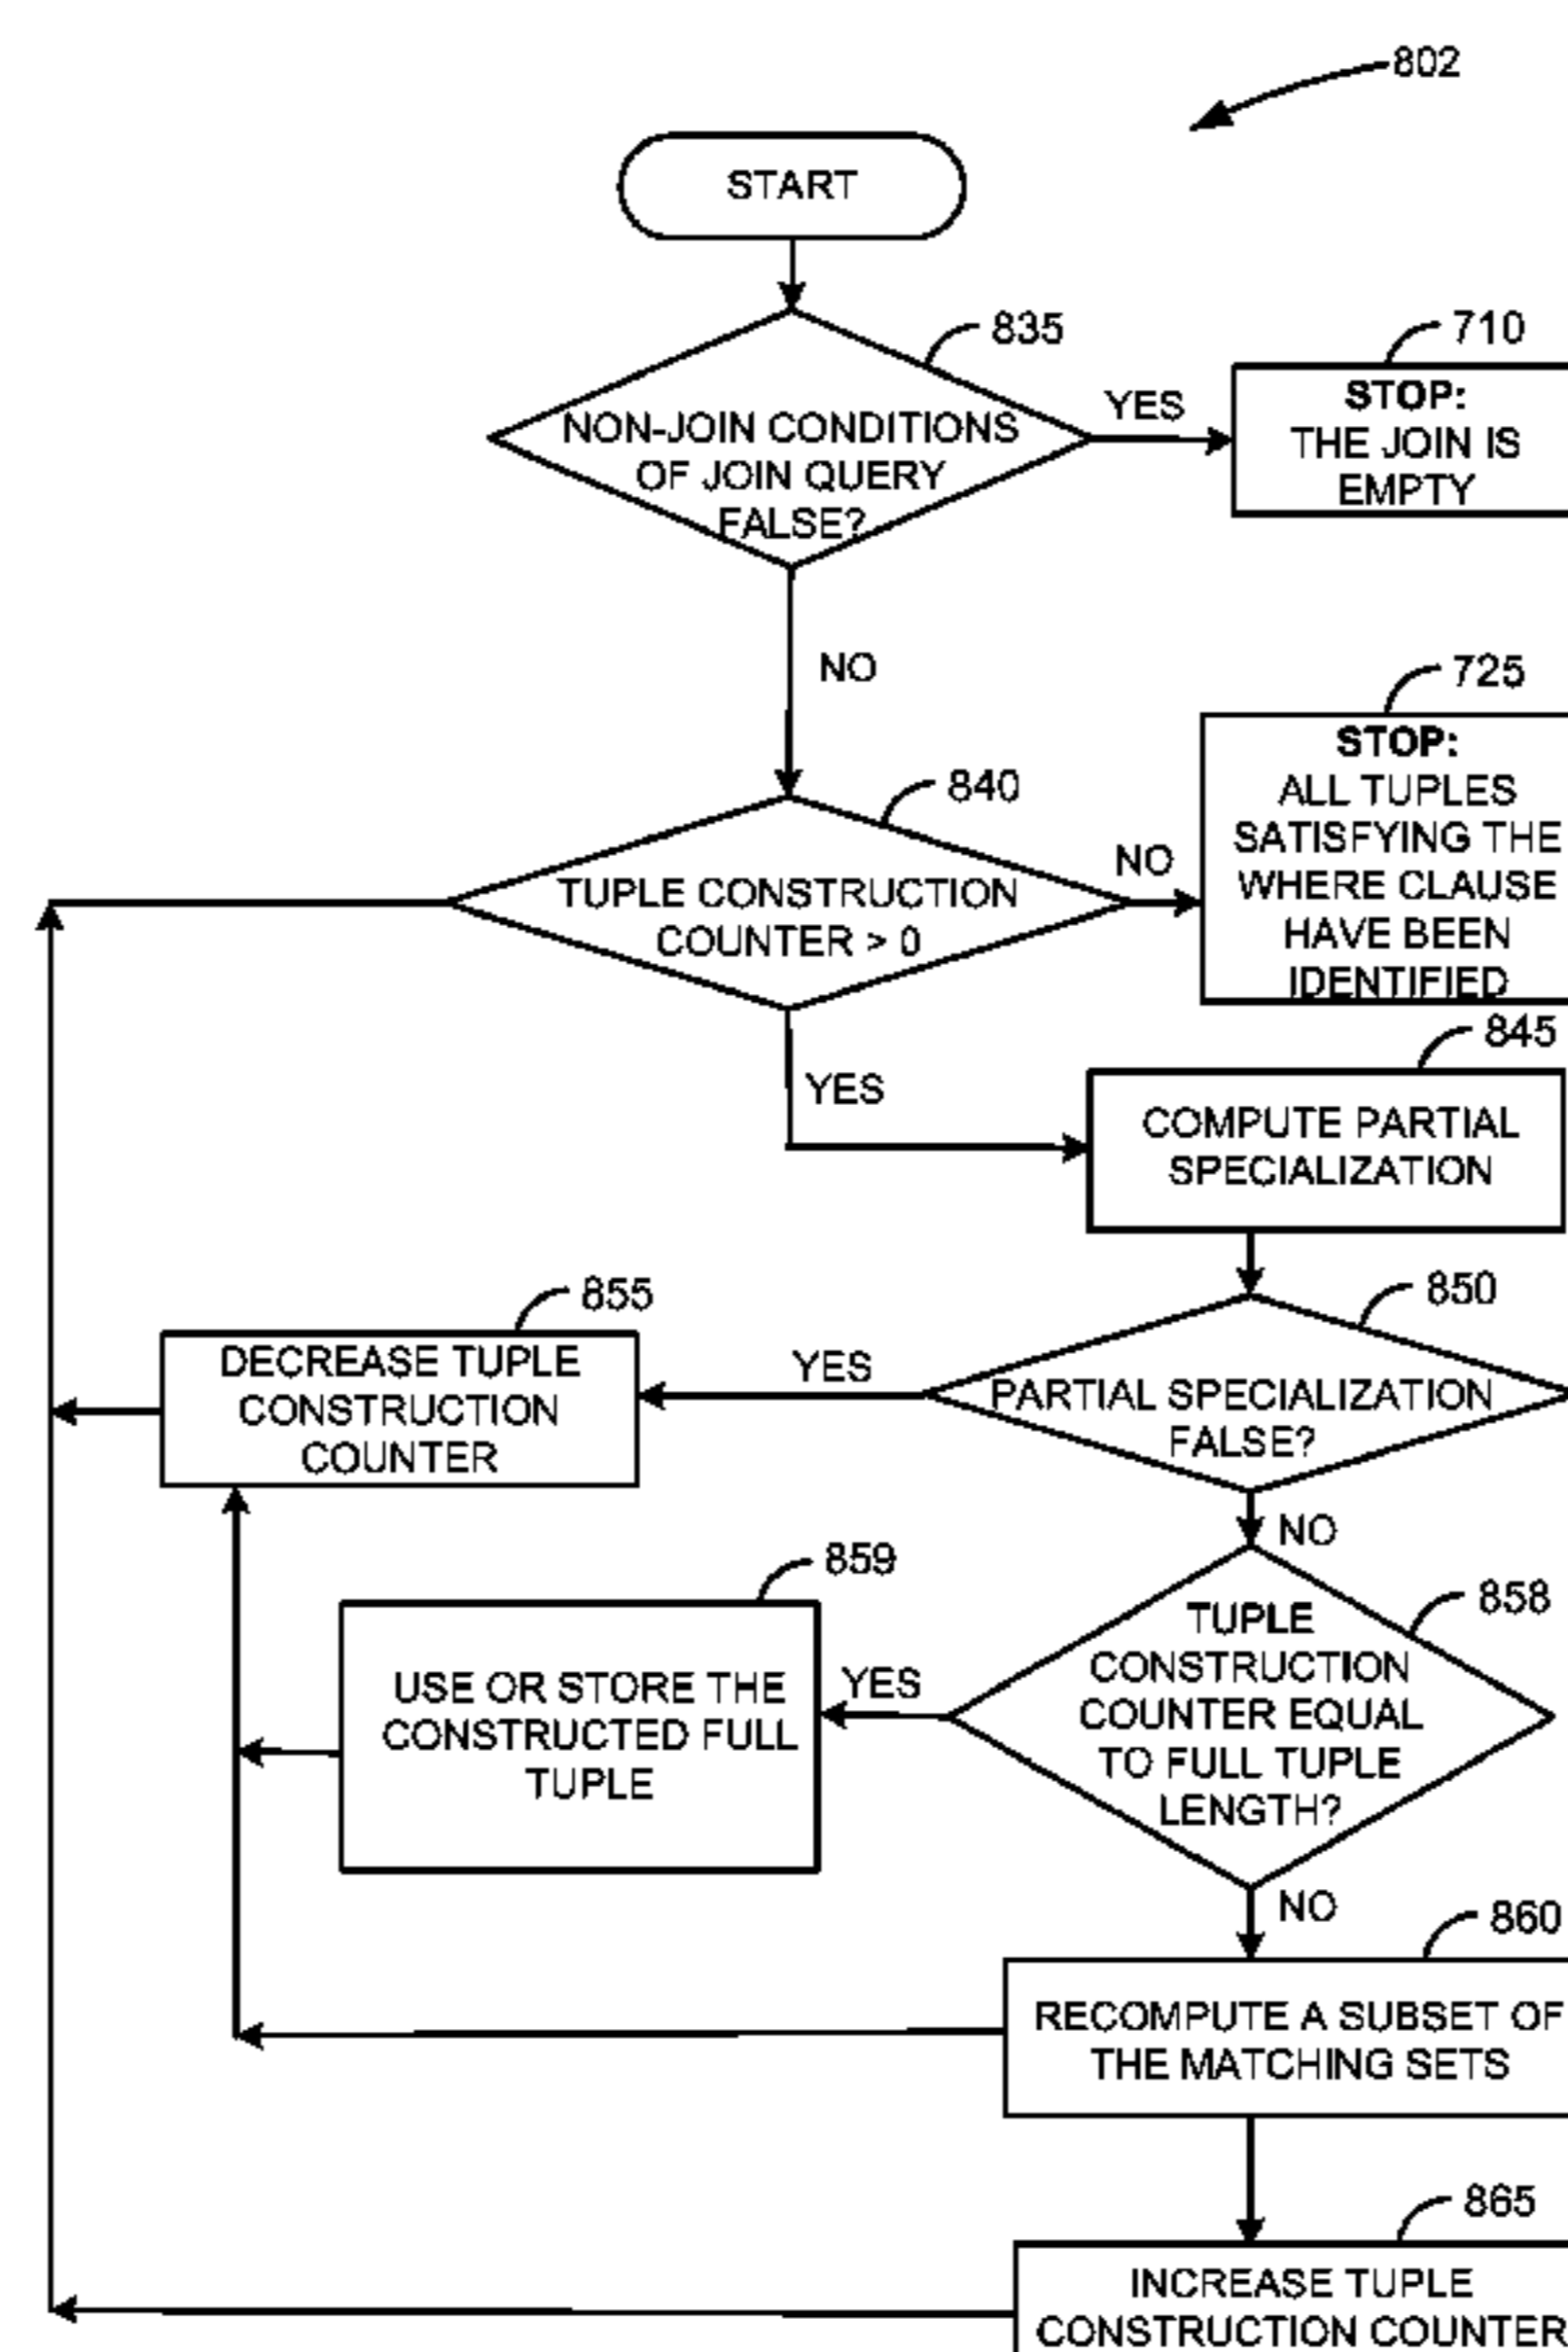 802
START
835
NON-JOIN CONDITIONS
OF JOIN QUERY
FALSE?
YES
710
STOP:
THE JOIN IS
EMPTY
NO
725
STOP:
ALL TUPLES
SATISFYING THE
WHERE CLAUSE
HAVE BEEN
IDENTIFIED
840
TUPLE CONSTRUCTION
COUNTER > 0
NO
YES
845
COMPUTE PARTIAL
SPECIALIZATION
850
PARTIAL SPECIALIZATION
FALSE?
YES
855
DECREASE TUPLE
CONSTRUCTION
COUNTER
NO
858
TUPLE
CONSTRUCTION
COUNTER EQUAL
TO FULL TUPLE
LENGTH?
YES
859
USE OR STORE THE
CONSTRUCTED FULL
TUPLE
NO
860
RECOMPUTE A SUBSET OF
THE MATCHING SETS
865
INCREASE TUPLE
CONSTRUCTION COUNTER